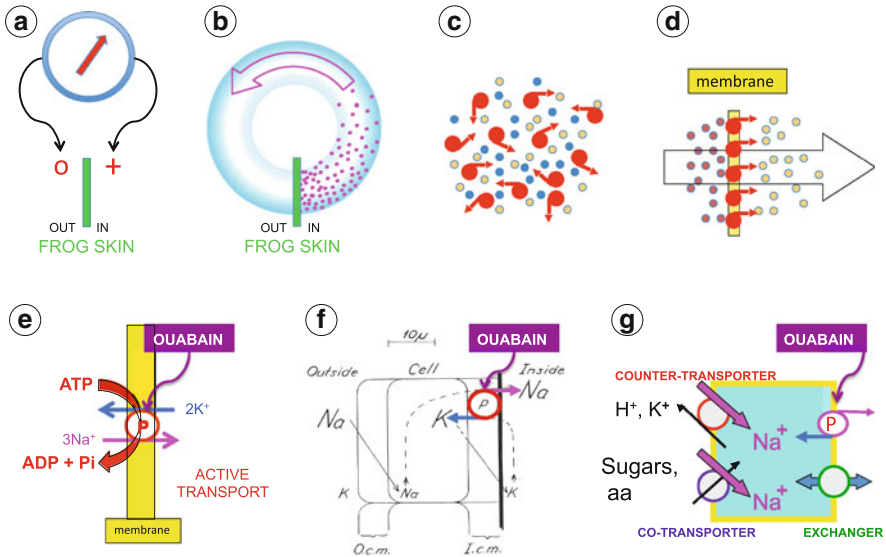 a
b
c
d
membrane
O +
OUT IN
FROG SKIN
OUT IN
FROG SKIN
e
f
g
OUABAIN
ATP
2K⁺
P
3Na⁺
ADP + Pi
ACTIVE
TRANSPORT
membrane
10μ
OUABAIN
Outside
Cell
Inside
Na
P
Na
K
K
Na
K
O.c.m.
I.c.m.
OUABAIN
COUNTER-TRANSPORTER
H⁺, K⁺
Na⁺
P
Sugars,
aa
Na⁺
CO-TRANSPORTER
EXCHANGER